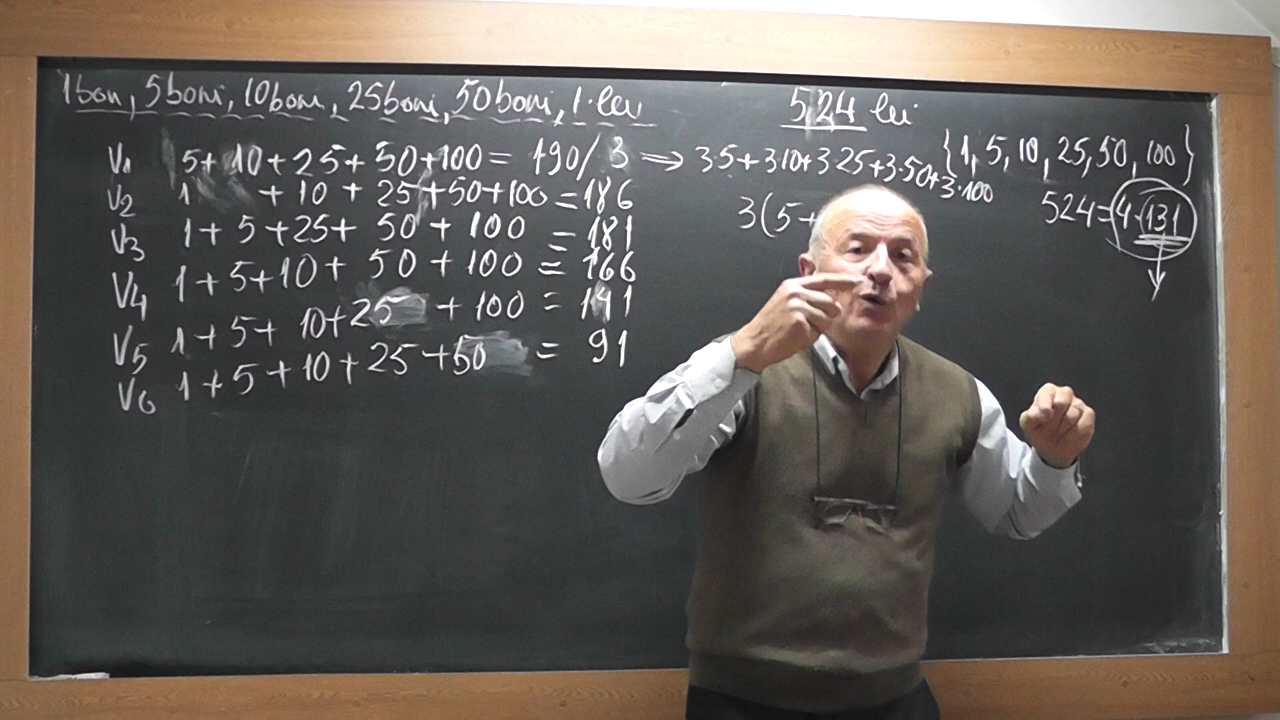 1ban, 5bani, 10bani, 25bani, 50bani, 1 leu
5,24 lei
V1 5+10+25+50+100= 190/3 ⇒ 3·5+3·10+3·25+3·50+3·100
{1, 5, 10, 25, 50, 100}
V2 1 +10 + 25+50+100=186
524=4·131
V3 1+5+25+50+100 =181
3(5+
V4 1+5+10+50+100 =166
V5 1+5+10+25 +100 = 141
V6 1+5+10+25+50 = 91